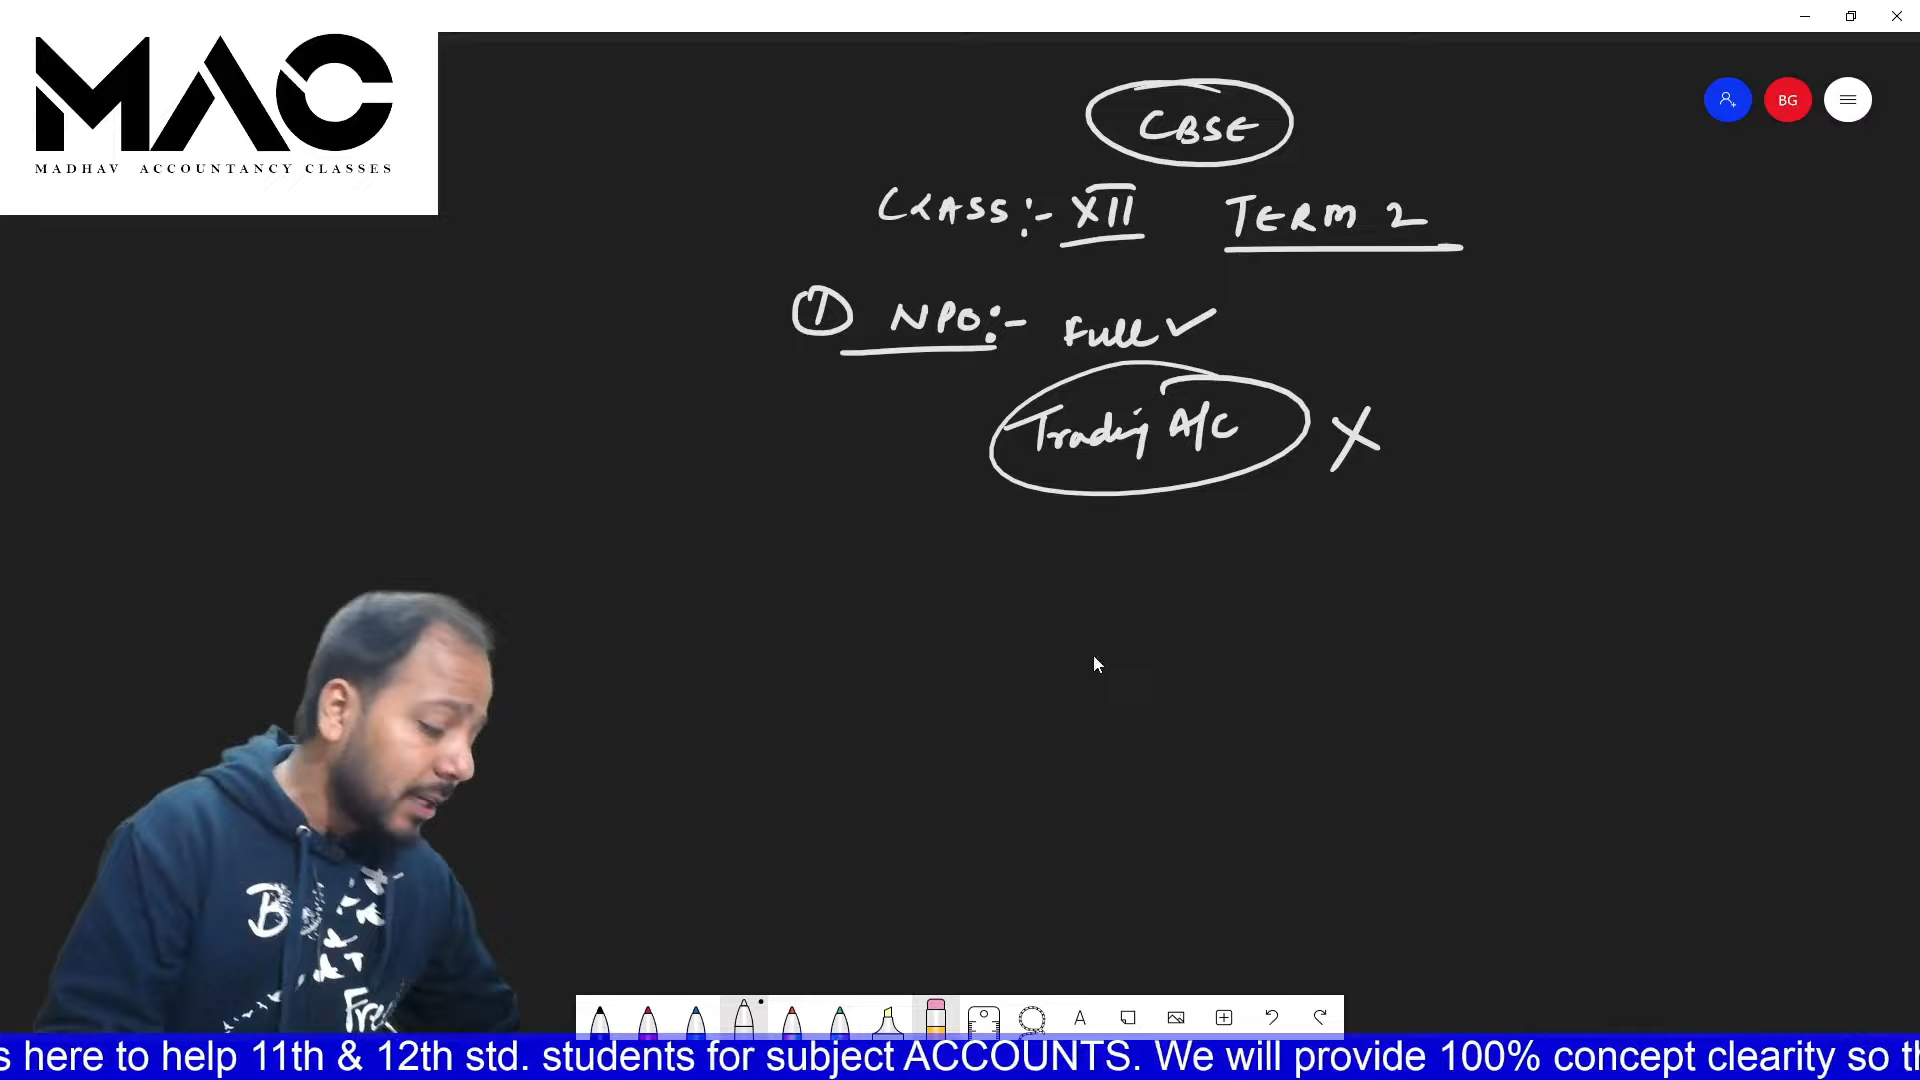 MAC
MADHAV ACCOUNTANCY CLASSES
BG
CBSE
CLASS:- XII TERM 2
① NPO:- Full ✓
Trading A/C X
A
s here to help 11th & 12th std. students for subject ACCOUNTS. We will provide 100% concept clearity so th